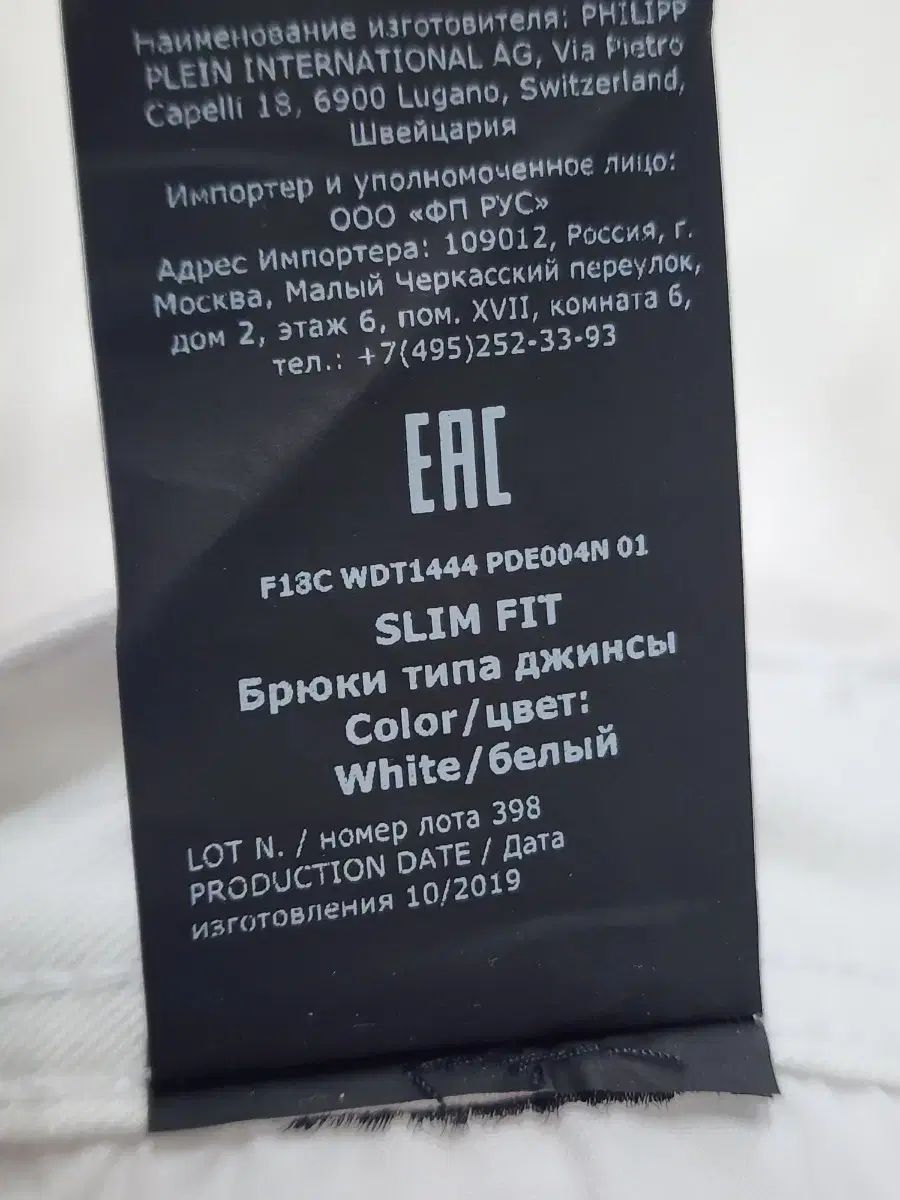 Наименование изготовителя: PHILIPP
PLEIN INTERNATIONAL AG, Via Pietro
Capelli 18, 6900 Lugano, Switzerland,
Швейцария
Импортер и уполномоченное лицо:
ООО «ФП РУС»
Адрес Импортера: 109012, Россия, г.
Москва, Малый Черкасский переулок,
дом 2, этаж 6, пом. XVII, комната 6,
тел.: +7(495)252-33-93
EAC
F18C WDT1444 PDE004N 01
SLIM FIT
Брюки типа джинсы
Color/цвет:
White/белый
LOT N. / номер лота 398
PRODUCTION DATE / Дата
изготовления 10/2019